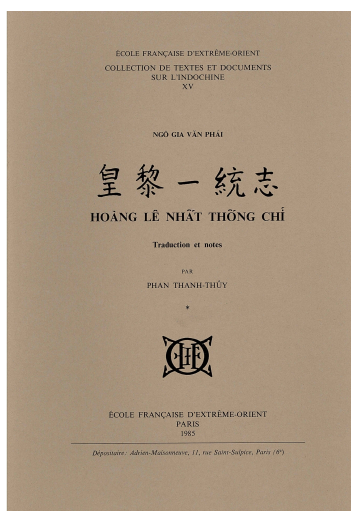 ÉCOLE FRANÇAISE D'EXTRÊME-ORIENT
COLLECTION DE TEXTES ET DOCUMENTS
SUR L'INDOCHINE
XV
NGÔ GIA VĂN PHÁI
皇黎一統志
HOÀNG LÊ NHẤT THỐNG CHÍ
Traduction et notes
PAR
PHAN THANH-THỦY
*
ÉCOLE FRANÇAISE D'EXTRÊME-ORIENT
PARIS
1985
Dépositaire: Adrien-Maisonneuve, 11, rue Saint-Sulpice, Paris (6e)